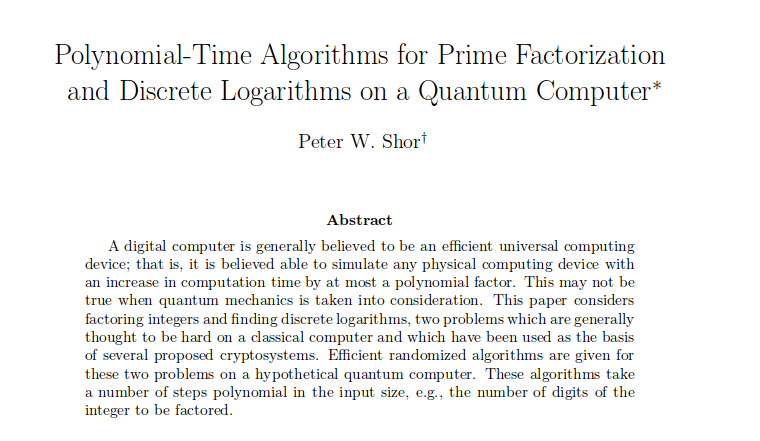 Polynomial-Time Algorithms for Prime Factorization
and Discrete Logarithms on a Quantum Computer*
Peter W. Shor†
Abstract
A digital computer is generally believed to be an efficient universal computing
device; that is, it is believed able to simulate any physical computing device with
an increase in computation time by at most a polynomial factor. This may not be
true when quantum mechanics is taken into consideration. This paper considers
factoring integers and finding discrete logarithms, two problems which are generally
thought to be hard on a classical computer and which have been used as the basis
of several proposed cryptosystems. Efficient randomized algorithms are given for
these two problems on a hypothetical quantum computer. These algorithms take
a number of steps polynomial in the input size, e.g., the number of digits of the
integer to be factored.